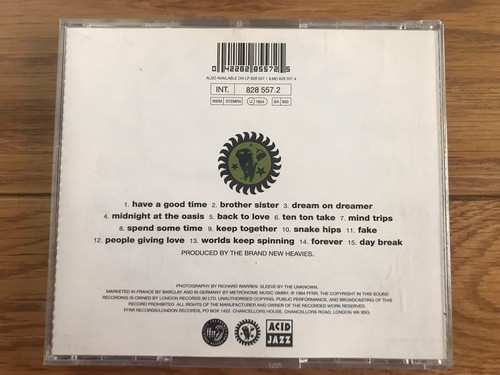 0 42282 85572 5
ALSO AVAILABLE ON LP 828 557.1 & MC 828 557.4
INT. 828 557.2
BIEM STEMRA LC 7654 BA 950
1. have a good time 2. brother sister 3. dream on dreamer
4. midnight at the oasis 5. back to love 6. ten ton take 7. mind trips
8. spend some time 9. keep together 10. snake hips 11. fake
12. people giving love 13. worlds keep spinning 14. forever 15. day break
PRODUCED BY THE BRAND NEW HEAVIES.
PHOTOGRAPHY BY RICHARD WARREN. SLEEVE BY THE UNKNOWN.
MARKETED IN FRANCE BY BARCLAY AND IN GERMANY BY METRONOME MUSIC GMBH. ℗ 1994 FFRR. THE COPYRIGHT IN THIS SOUND
RECORDING IS OWNED BY LONDON RECORDS 90 LTD. UNAUTHORISED COPYING, PUBLIC PERFORMANCE, AND BROADCASTING OF THIS
RECORD PROHIBITED. ALL RIGHTS OF THE MANUFACTURER AND OWNER OF THE RECORDED WORK RESERVED.
FFRR RECORDS/LONDON RECORDS, PO BOX 1422, CHANCELLORS HOUSE, CHANCELLORS ROAD, LONDON W6 9SG.
ffrr
ACID
JAZZ